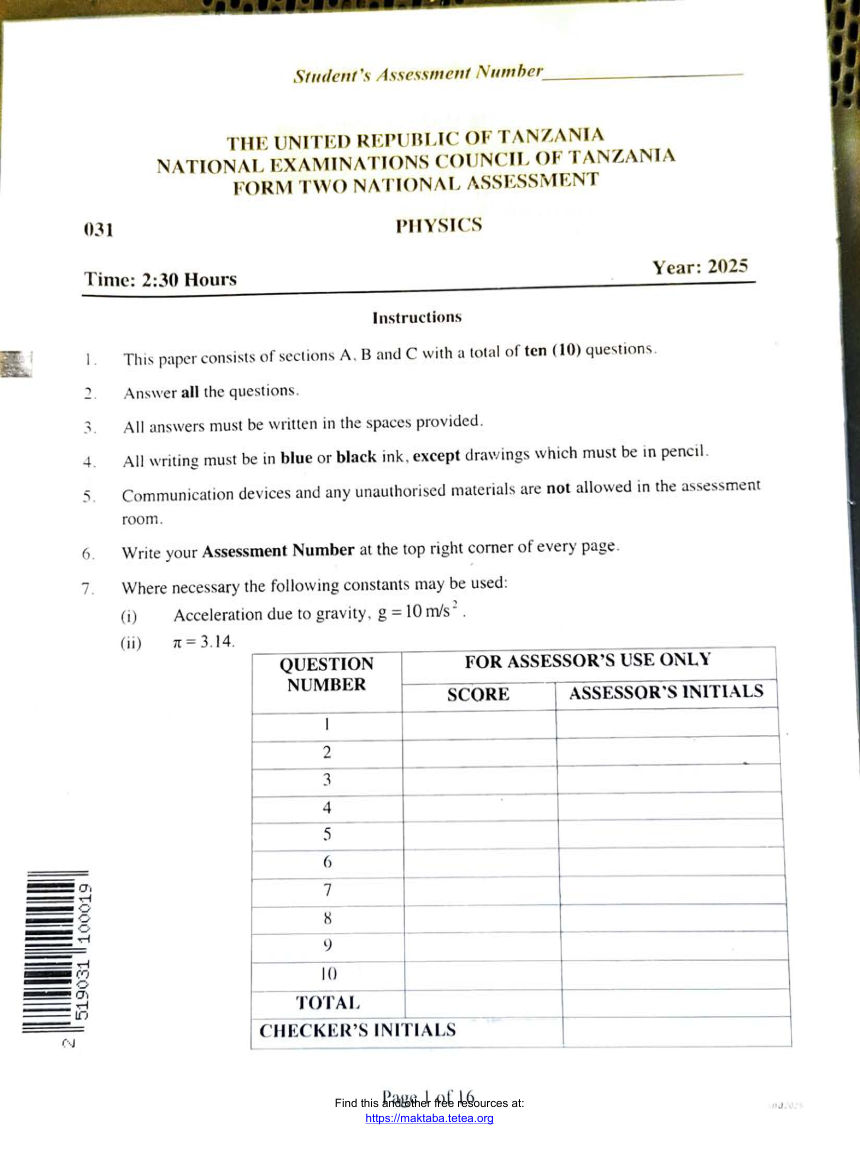 Student's Assessment Number
THE UNITED REPUBLIC OF TANZANIA
NATIONAL EXAMINATIONS COUNCIL OF TANZANIA
FORM TWO NATIONAL ASSESSMENT
031 PHYSICS
Time: 2:30 Hours Year: 2025
Instructions
1. This paper consists of sections A, B and C with a total of ten (10) questions.
2. Answer all the questions.
3. All answers must be written in the spaces provided.
4. All writing must be in blue or black ink, except drawings which must be in pencil.
5. Communication devices and any unauthorised materials are not allowed in the assessment
room.
6. Write your Assessment Number at the top right corner of every page.
7. Where necessary the following constants may be used:
(i) Acceleration due to gravity, g = 10 m/s².
(ii) π = 3.14.
QUESTION NUMBER FOR ASSESSOR'S USE ONLY
SCORE ASSESSOR'S INITIALS
1
2
3
4
5
6
7
8
9
10
TOTAL
CHECKER'S INITIALS
2 519031 100019
Page 1 of 16
Find this and other free resources at:
https://maktaba.tetea.org